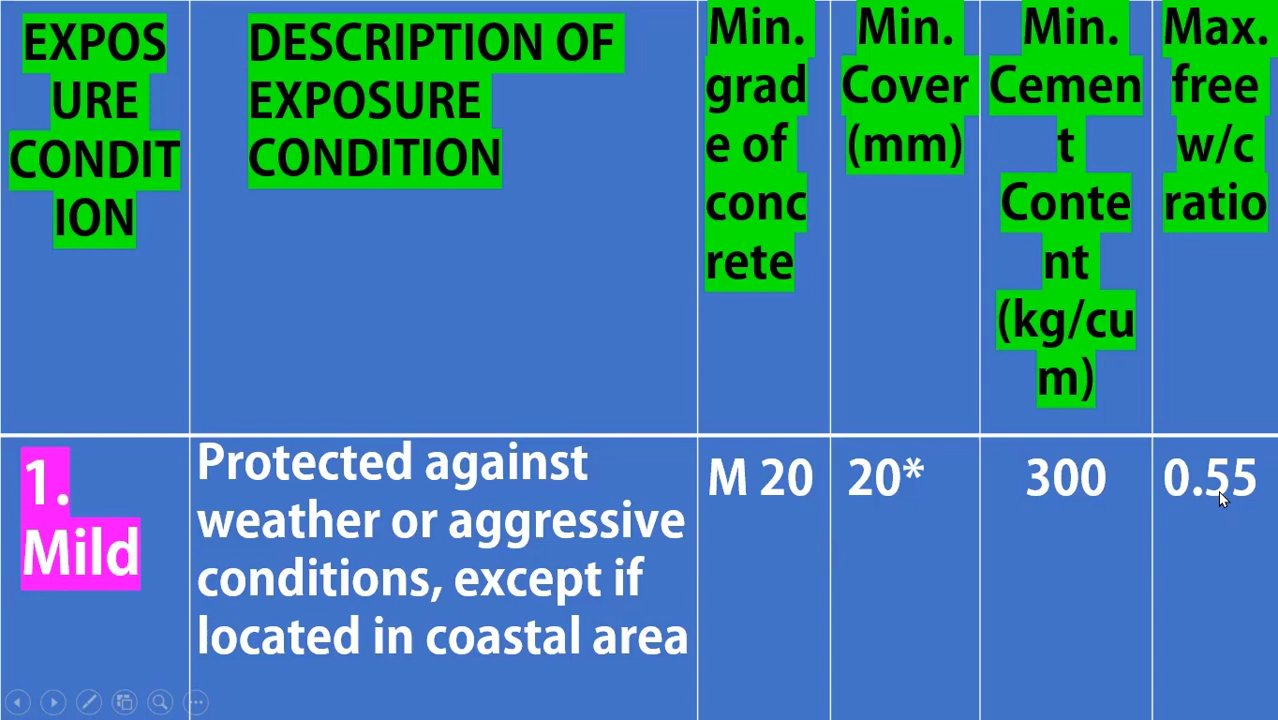 EXPOS
URE
CONDIT
ION
DESCRIPTION OF
EXPOSURE
CONDITION
Min.
grad
e of
conc
rete
Min.
Cover
(mm)
Min.
Cemen
t
Conte
nt
(kg/cu
m)
Max.
free
w/c
ratio
1.
Mild
Protected against
weather or aggressive
conditions, except if
located in coastal area
M 20
20*
300
0.55